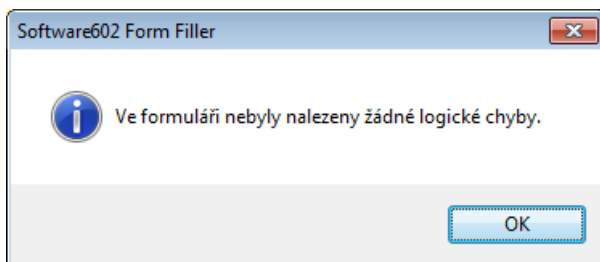 Software602 Form Filler
Ve formuláři nebyly nalezeny žádné logické chyby.
OK